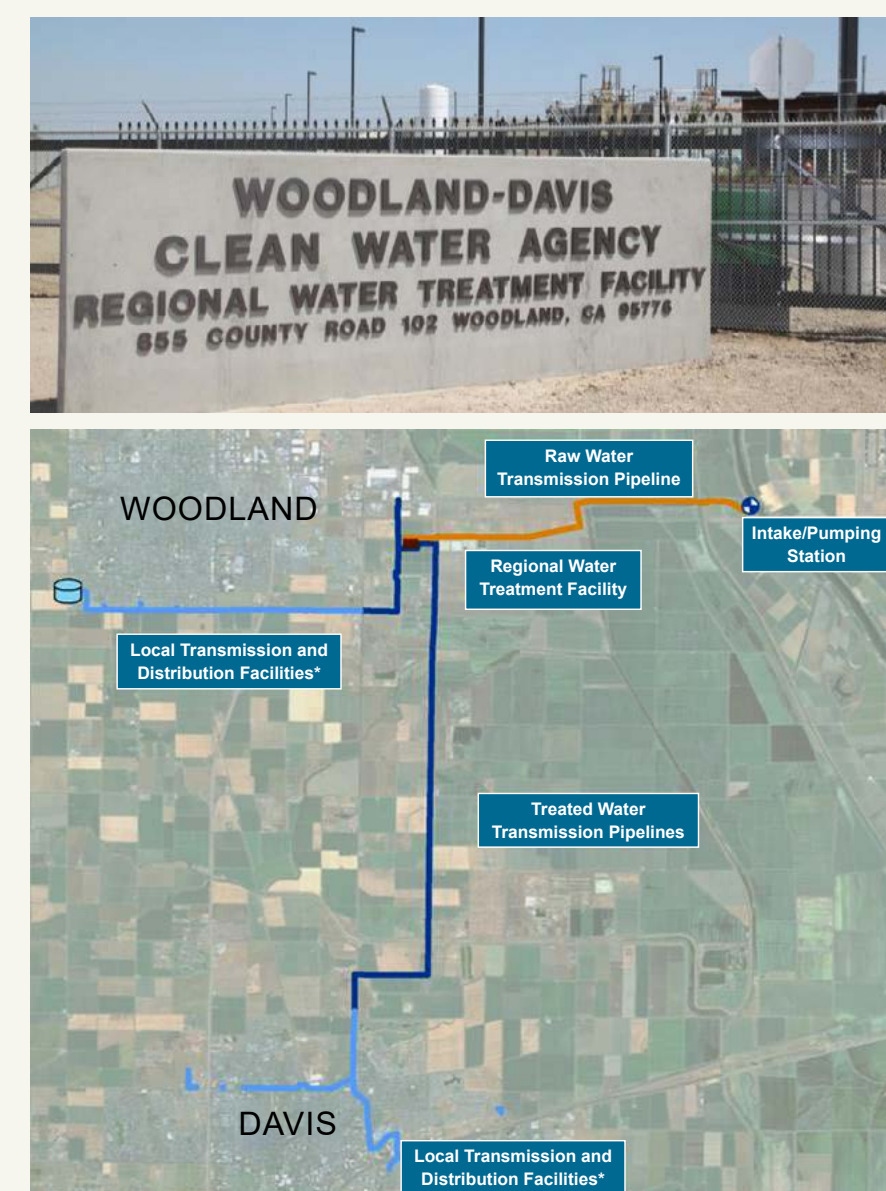 WOODLAND-DAVIS
CLEAN WATER AGENCY
REGIONAL WATER TREATMENT FACILITY
855 COUNTY ROAD 102 WOODLAND, CA 95776
Raw Water
Transmission Pipeline
WOODLAND
Intake/Pumping
Station
Regional Water
Treatment Facility
Local Transmission and
Distribution Facilities*
Treated Water
Transmission Pipelines
DAVIS
Local Transmission and
Distribution Facilities*